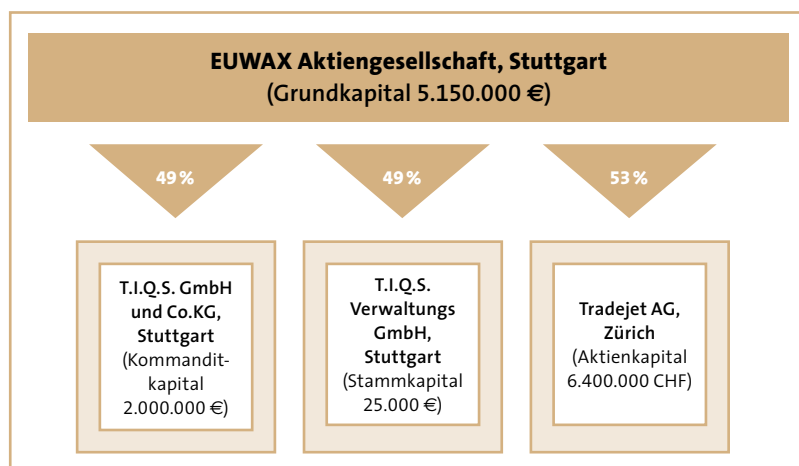 EUWAX Aktiengesellschaft, Stuttgart
(Grundkapital 5.150.000 €)
49 %
49 %
53 %
T.I.Q.S. GmbH
und Co.KG,
Stuttgart
(Kommandit-
kapital
2.000.000 €)
T.I.Q.S.
Verwaltungs
GmbH,
Stuttgart
(Stammkapital
25.000 €)
Tradejet AG,
Zürich
(Aktienkapital
6.400.000 CHF)